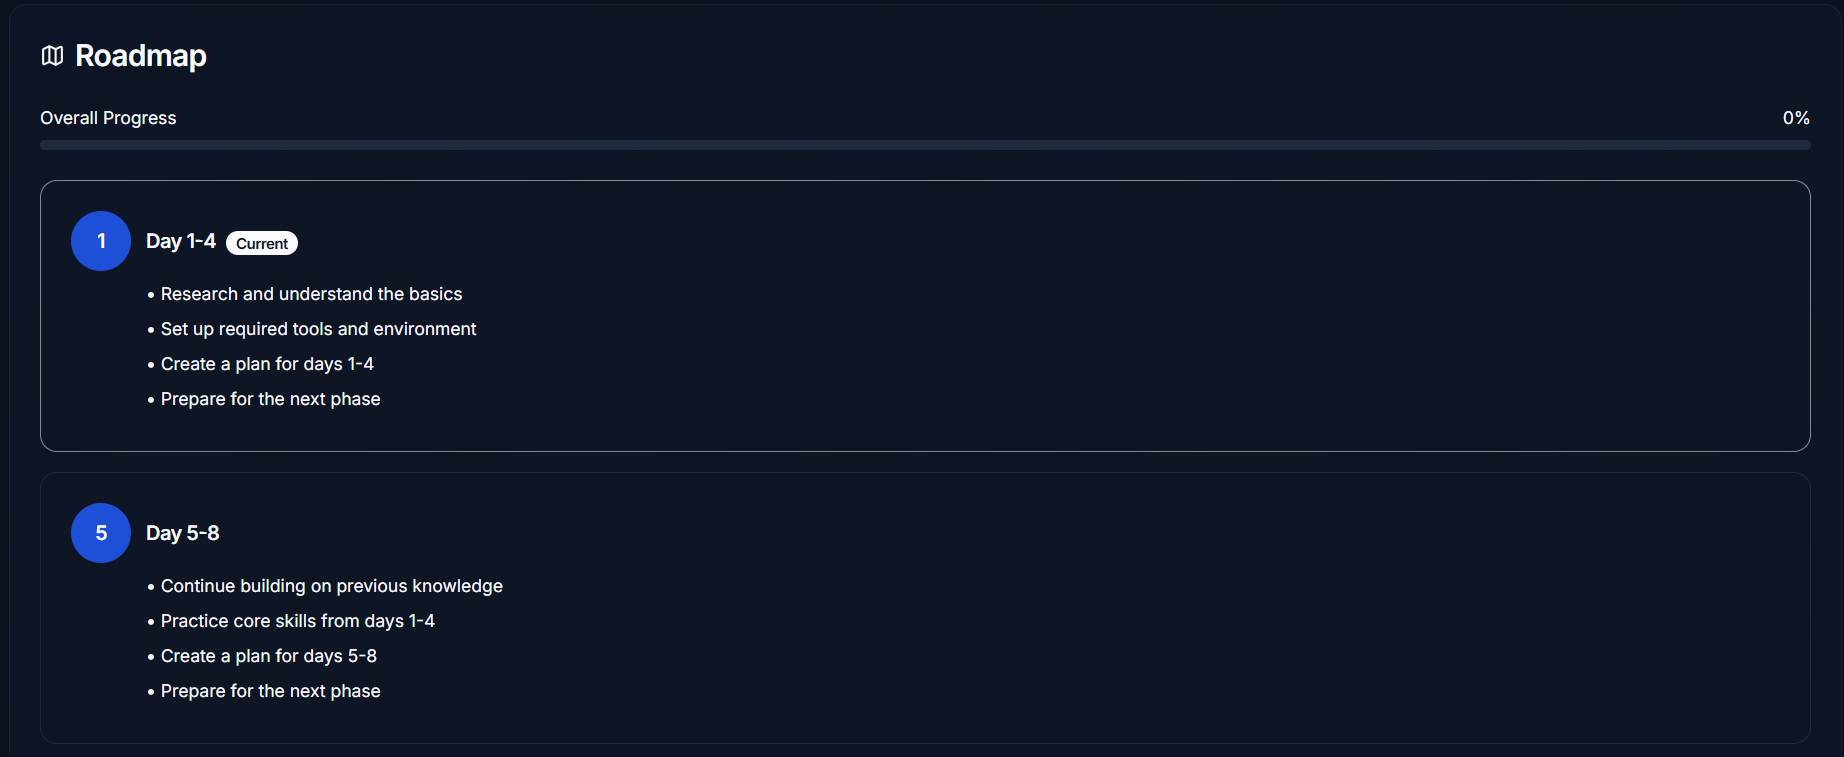 Roadmap
Overall Progress 0%
1 Day 1-4 Current
• Research and understand the basics
• Set up required tools and environment
• Create a plan for days 1-4
• Prepare for the next phase
5 Day 5-8
• Continue building on previous knowledge
• Practice core skills from days 1-4
• Create a plan for days 5-8
• Prepare for the next phase